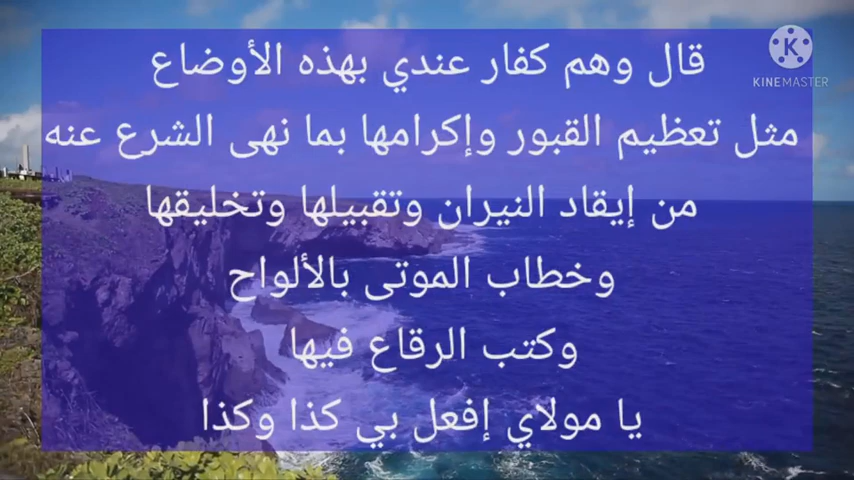 قال وهم كفار عندي بهذه الأوضاع
مثل تعظيم القبور وإكرامها بما نهى الشرع عنه
من إيقاد النيران وتقبيلها وتخليقها
وخطاب الموتى بالألواح
وكتب الرقاع فيها
يا مولاي إفعل بي كذا وكذا
KINEMASTER